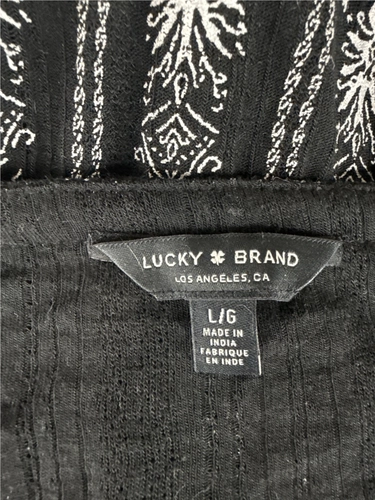 LUCKY BRAND
LOS ANGELES, CA
L/G
MADE IN
INDIA
FABRIQUE
EN INDE